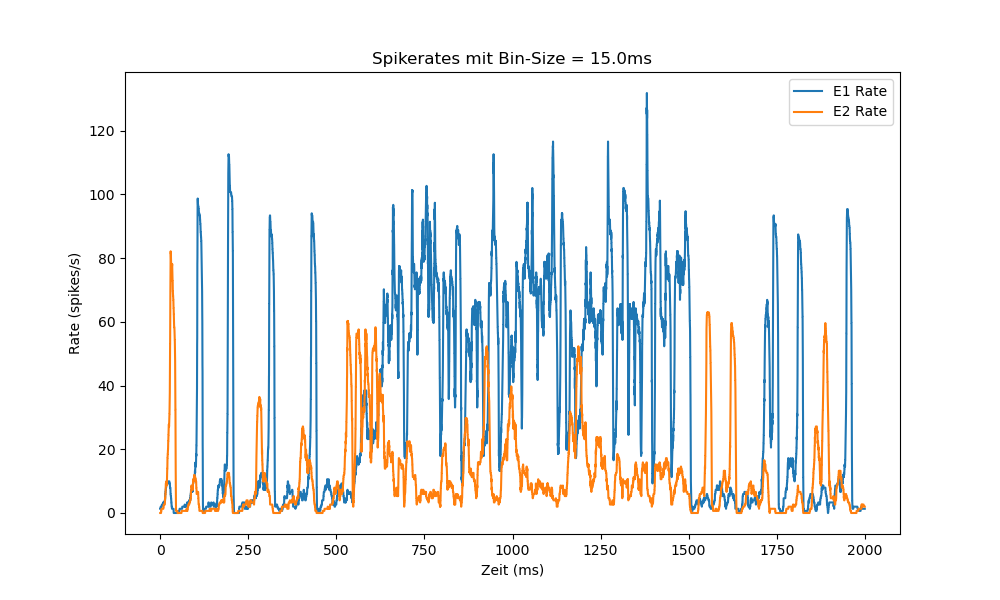 Spikerates mit Bin-Size = 15.0ms
E1 Rate
E2 Rate
120
100
80
60
40
20
0
Rate (spikes/s)
0 250 500 750 1000 1250 1500 1750 2000
Zeit (ms)